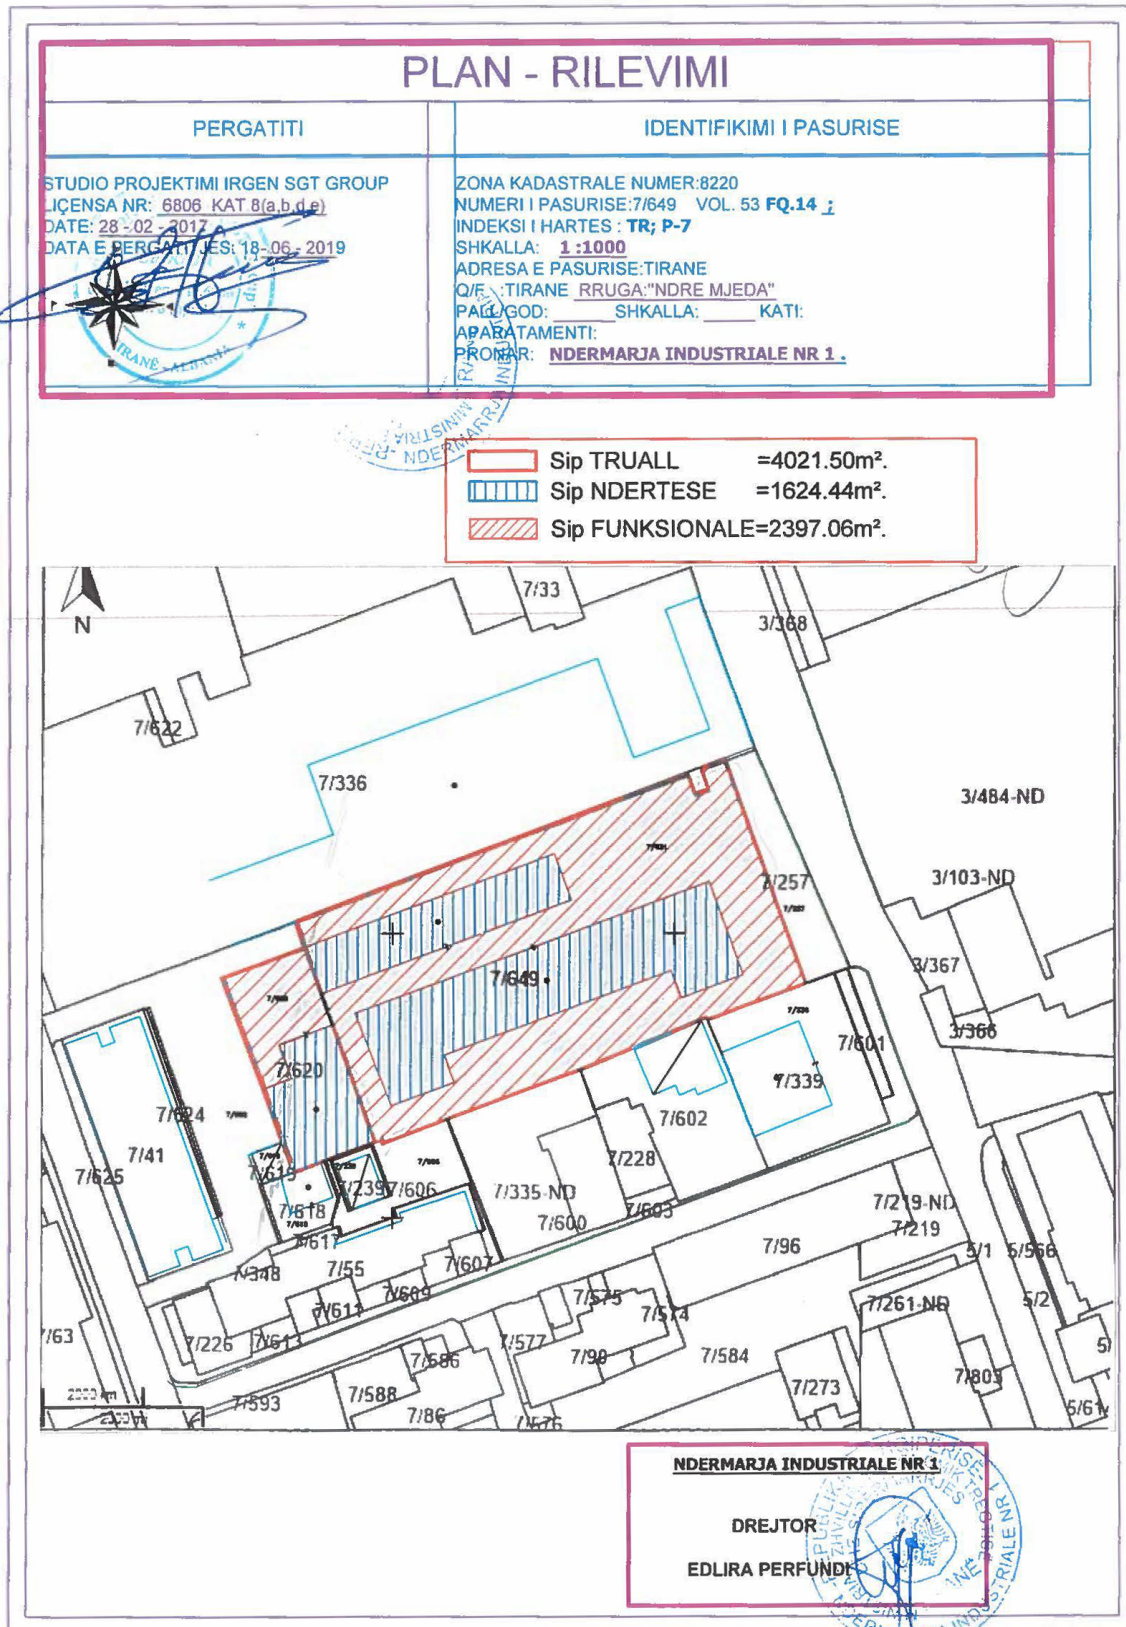 PLAN - RILEVIMI
PERGATITI
STUDIO PROJEKTIMI IRGEN SGT GROUP
LIÇENSA NR: 6806 KAT 8(a,b,d,e)
DATE: 28 - 02 - 2017
DATA E PERGATITJES: 18- 06 - 2019
IDENTIFIKIMI I PASURISE
ZONA KADASTRALE NUMER:8220
NUMERI I PASURISE:7/649 VOL. 53 FQ.14 ;
INDEKSI I HARTES : TR; P-7
SHKALLA: 1 :1000
ADRESA E PASURISE:TIRANE
Q/F :TIRANE RRUGA:"NDRE MJEDA"
PALL/GOD: SHKALLA: KATI:
APARATAMENTI:
PRONAR: NDERMARJA INDUSTRIALE NR 1 .
Sip TRUALL =4021.50m².
Sip NDERTESE =1624.44m².
Sip FUNKSIONALE=2397.06m².
N
7/33
3/368
7/622
7/336
3/484-ND
7/257
3/103-ND
7/649
3/367
3/366
7/601
7/620
7/339
7/624
7/602
7/41
7/228
7/625
7/619
7/239
7/606
7/335-ND
7/618
7/603
7/219-ND
7/600
7/219
7/617
7/96
5/1
5/566
7/348
7/55
7/607
7/609
7/575
5/2
7/611
7/574
7/261-ND
7/63
7/226
7/613
7/577
7/586
7/90
7/584
7/273
7/803
7/588
7/593
7/86
7/576
5/61
NDERMARJA INDUSTRIALE NR 1
DREJTOR
EDLIRA PERFUNDI